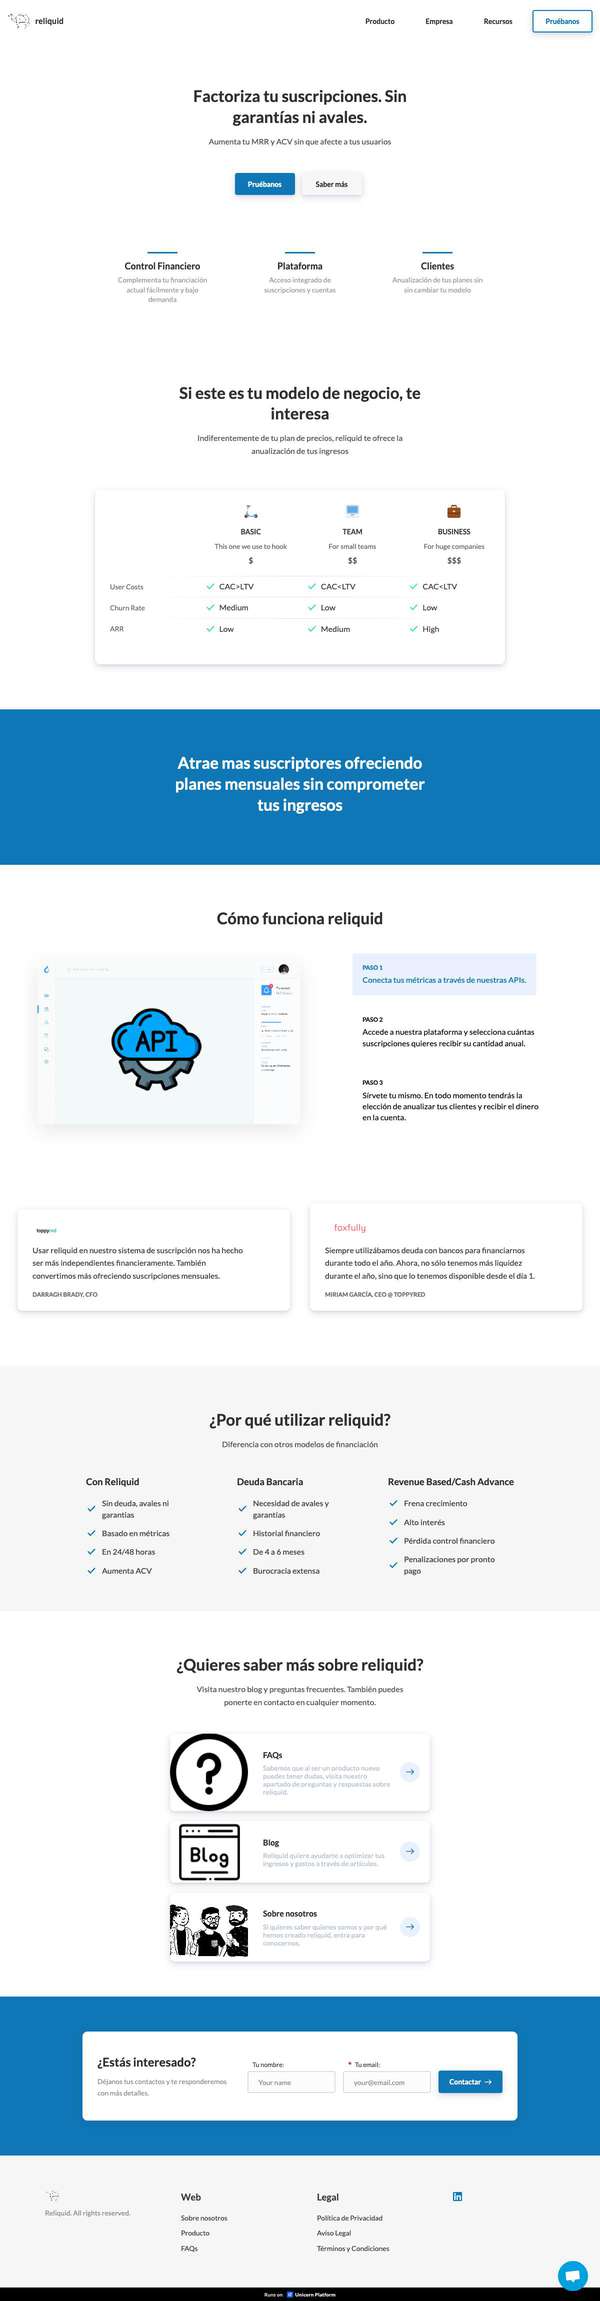 reliquid
Producto
Empresa
Recursos
Pruébanos
Factoriza tu suscripciones. Sin
garantías ni avales.
Aumenta tu MRR y ACV sin que afecte a tus usuarios
Pruébanos
Saber más
Control Financiero
Complementa tu financiación
actual fácilmente y bajo
demanda
Plataforma
Acceso integrado de
suscripciones y cuentas
Clientes
Anualización de tus planes sin
sin cambiar tu modelo
Si este es tu modelo de negocio, te
interesa
Indiferentemente de tu plan de precios, reliquid te ofrece la
anualización de tus ingresos
BASIC
TEAM
BUSINESS
This one we use to hook
For small teams
For huge companies
$
$$
$$$
User Costs
CAC>LTV
CAC<LTV
CAC<LTV
Churn Rate
Medium
Low
Low
ARR
Low
Medium
High
Atrae mas suscriptores ofreciendo
planes mensuales sin comprometer
tus ingresos
Cómo funciona reliquid
API
PASO 1
Conecta tus métricas a través de nuestras APIs.
PASO 2
Accede a nuestra plataforma y selecciona cuántas
suscripciones quieres recibir su cantidad anual.
PASO 3
Sírvete tu mismo. En todo momento tendrás la
elección de anualizar tus clientes y recibir el dinero
en la cuenta.
toppyred
Usar reliquid en nuestro sistema de suscripción nos ha hecho
ser más independientes financieramente. También
convertimos más ofreciendo suscripciones mensuales.
DARRAGH BRADY, CFO
foxfully
Siempre utilizábamos deuda con bancos para financiarnos
durante todo el año. Ahora, no sólo tenemos más liquidez
durante el año, sino que lo tenemos disponible desde el día 1.
MIRIAM GARCÍA, CEO @ TOPPYRED
¿Por qué utilizar reliquid?
Diferencia con otros modelos de financiación
Con Reliquid
Sin deuda, avales ni
garantías
Basado en métricas
En 24/48 horas
Aumenta ACV
Deuda Bancaria
Necesidad de avales y
garantías
Historial financiero
De 4 a 6 meses
Burocracia extensa
Revenue Based/Cash Advance
Frena crecimiento
Alto interés
Pérdida control financiero
Penalizaciones por pronto
pago
¿Quieres saber más sobre reliquid?
Visita nuestro blog y preguntas frecuentes. También puedes
ponerte en contacto en cualquier momento.
?
FAQs
Sabemos que al ser un producto nuevo
puedes tener dudas, visita nuestro
apartado de preguntas y respuestas sobre
reliquid.
Blog
Blog
Reliquid quiere ayudarte a optimizar tus
ingresos y gastos a través de artículos.
Sobre nosotros
Si quieres saber quienes somos y por qué
hemos creado reliquid, entra para
conocernos.
¿Estás interesado?
Déjanos tus contactos y te responderemos
con más detalles.
Tu nombre:
Your name
* Tu email:
your@email.com
Contactar
Reliquid. All rights reserved.
Web
Sobre nosotros
Producto
FAQs
Legal
Política de Privacidad
Aviso Legal
Términos y Condiciones
in
Runs on Unicorn Platform